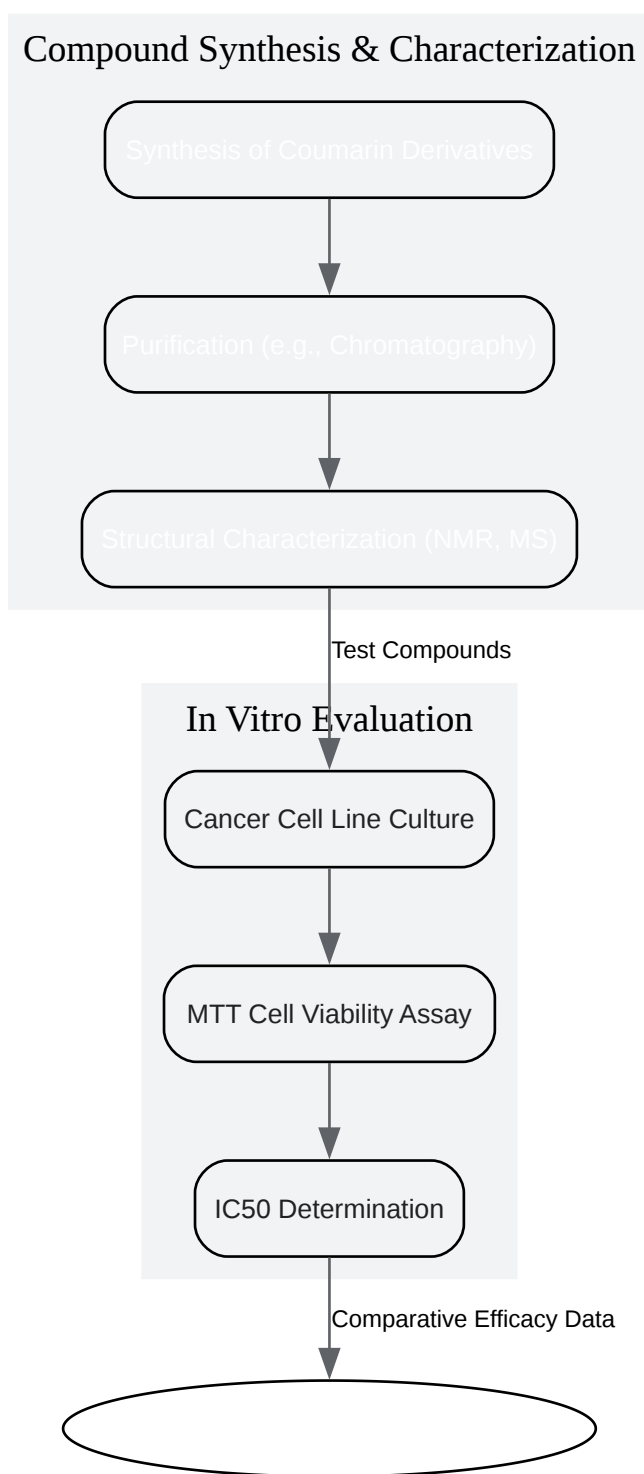 Compound Synthesis & Characterization
Synthesis of Coumarin Derivatives
Purification (e.g., Chromatography)
Structural Characterization (NMR, MS)
Test Compounds
In Vitro Evaluation
Cancer Cell Line Culture
MTT Cell Viability Assay
IC50 Determination
Comparative Efficacy Data